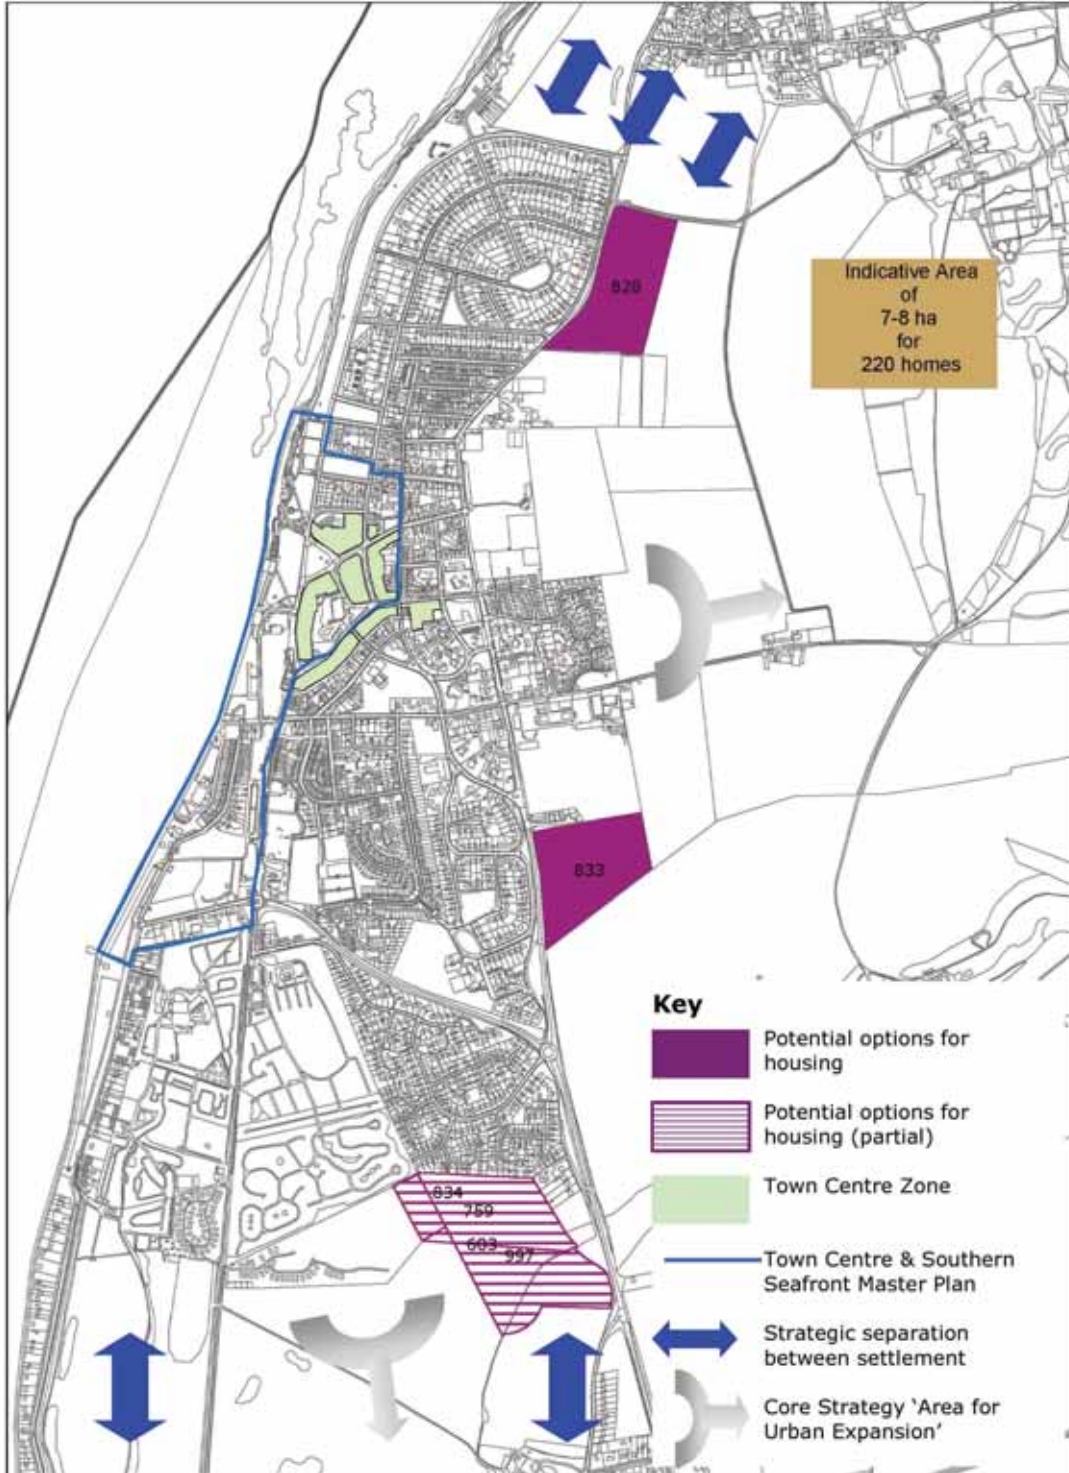 828
Indicative Area
of
7-8 ha
for
220 homes
833
834
759
603
997
Key
Potential options for
housing
Potential options for
housing (partial)
Town Centre Zone
Town Centre & Southern
Seafront Master Plan
Strategic separation
between settlement
Core Strategy ‘Area for
Urban Expansion’